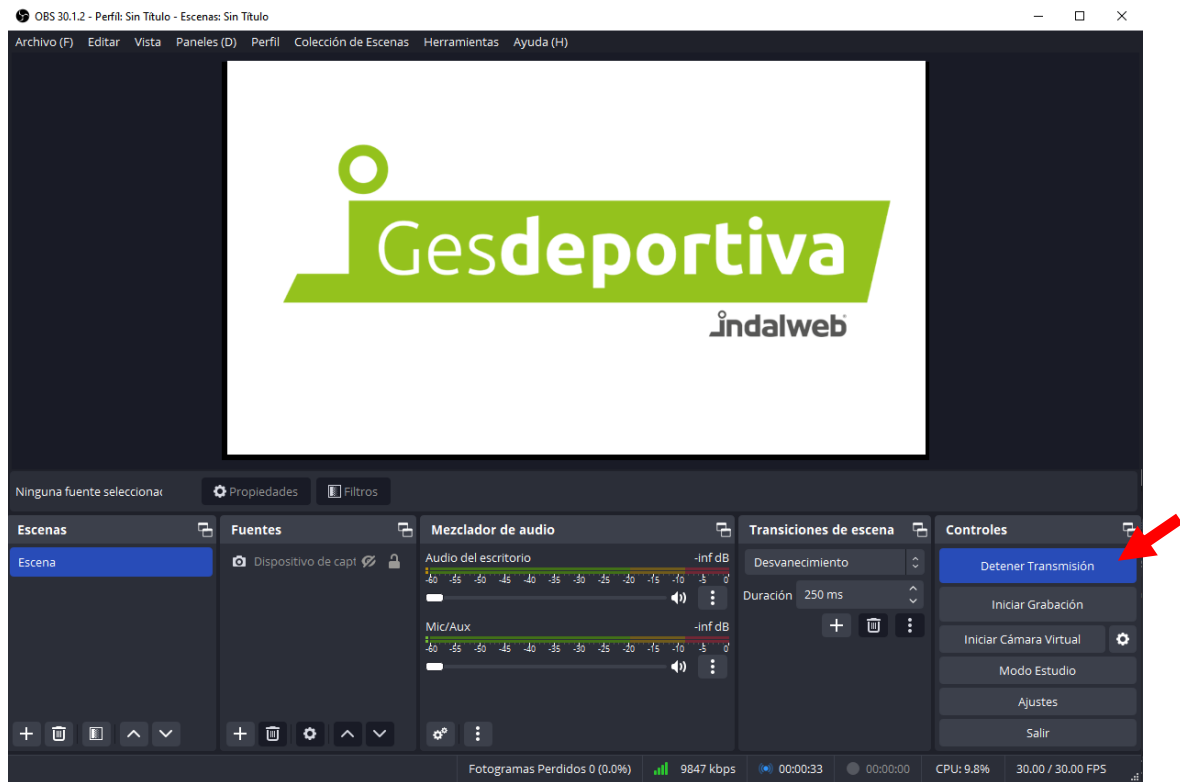 OBS 30.1.2 - Perfil: Sin Título - Escenas: Sin Título
Archivo (F) Editar Vista Paneles (D) Perfil Colección de Escenas Herramientas Ayuda (H)
Gesdeportiva
indalweb
Ninguna fuente seleccionac Propiedades Filtros
Escenas Fuentes Mezclador de audio Transiciones de escena Controles
Escena
Dispositivo de capt
Audio del escritorio -inf dB
-60 -55 -50 -45 -40 -35 -30 -25 -20 -15 -10 -5 0
Mic/Aux -inf dB
-60 -55 -50 -45 -40 -35 -30 -25 -20 -15 -10 -5 0
Desvanecimiento
Duración 250 ms
Detener Transmisión
Iniciar Grabación
Iniciar Cámara Virtual
Modo Estudio
Ajustes
Salir
Fotogramas Perdidos 0 (0.0%) 9847 kbps 00:00:33 00:00:00 CPU: 9.8% 30.00 / 30.00 FPS